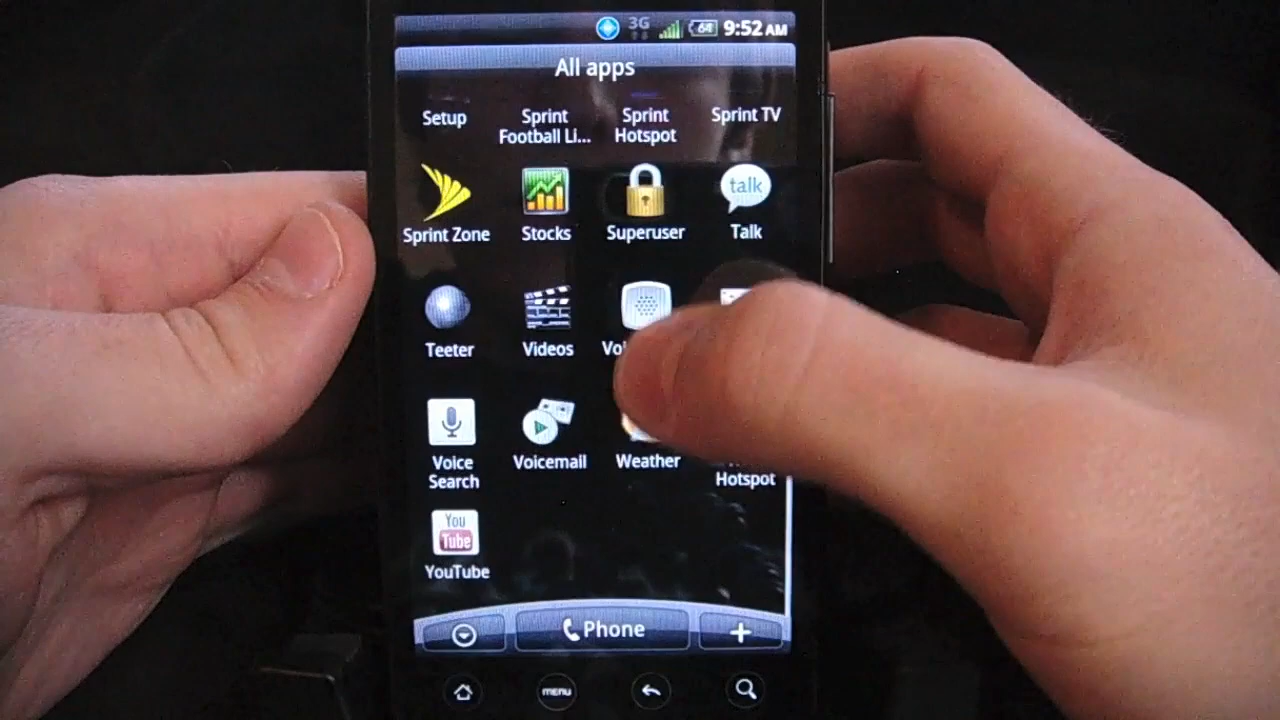 3G 64 9:52 AM
All apps
Setup
Sprint
Football Li...
Sprint
Hotspot
Sprint TV
talk
Sprint Zone
Stocks
Superuser
Talk
Teeter
Videos
Voice
Search
Voicemail
Weather
Hotspot
You
Tube
YouTube
Phone
menu